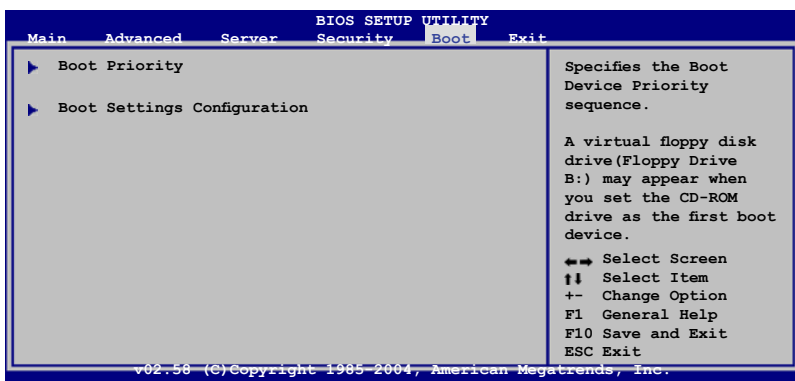 BIOS SETUP UTILITY
Main Advanced Server Security Boot Exit
Boot Priority
Boot Settings Configuration
Specifies the Boot
Device Priority
sequence.
A virtual floppy disk
drive(Floppy Drive
B:) may appear when
you set the CD-ROM
drive as the first boot
device.
Select Screen
Select Item
+- Change Option
F1 General Help
F10 Save and Exit
ESC Exit
v02.58 (C)Copyright 1985-2004, American Megatrends, Inc.